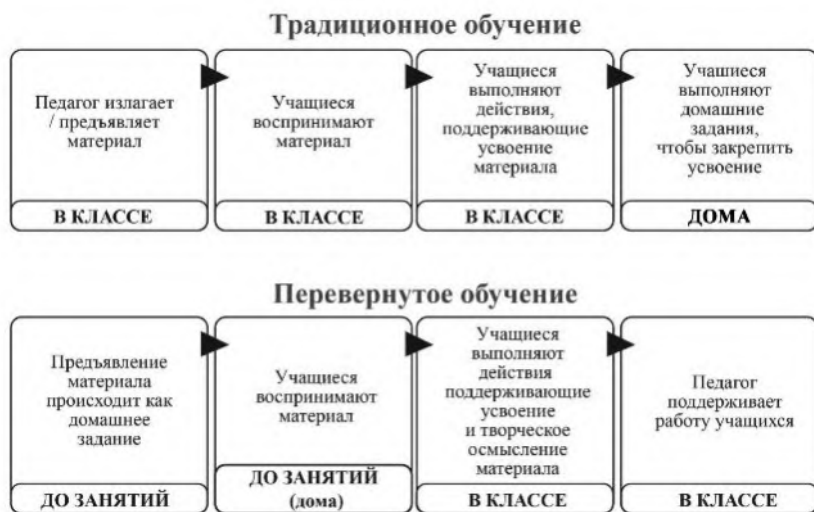 Традиционное обучение
Педагог излагает
/ предъявляет
материал
В КЛАССЕ
Учащиеся
воспринимают
материал
В КЛАССЕ
Учащиеся
выполняют
действия,
поддерживающие
усвоение
материала
В КЛАССЕ
Учашиеся
выполняют
домашние
задания,
чтобы закрепить
усвоение
ДОМА
Перевернутое обучение
Предъявление
материала
происходит как
домашнее
задание
ДО ЗАНЯТИЙ
Учащиеся
воспринимают
материал
ДО ЗАНЯТИЙ
(дома)
Учащиеся
выполняют
действия
поддерживающие
усвоение
и творческое
осмысление
материала
В КЛАССЕ
Педагог
поддерживает
работу учащихся
В КЛАССЕ